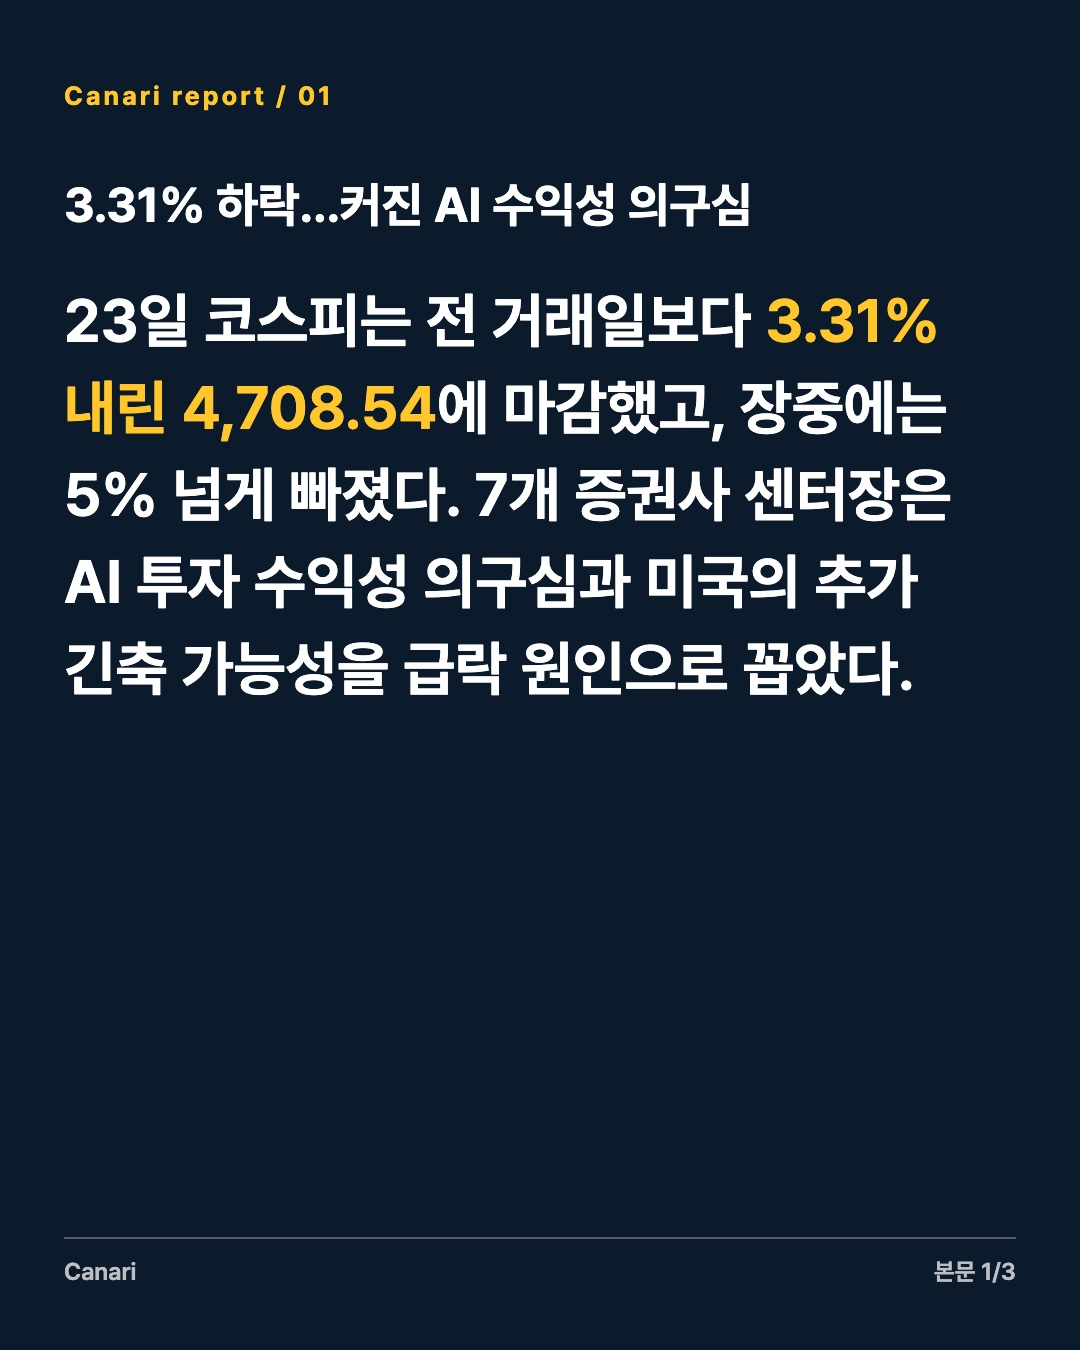 Canari report / 01
3.31% 하락...커진 AI 수익성 의구심
23일 코스피는 전 거래일보다 3.31%
내린 4,708.54에 마감했고, 장중에는
5% 넘게 빠졌다. 7개 증권사 센터장은
AI 투자 수익성 의구심과 미국의 추가
긴축 가능성을 급락 원인으로 꼽았다.
Canari
본문 1/3